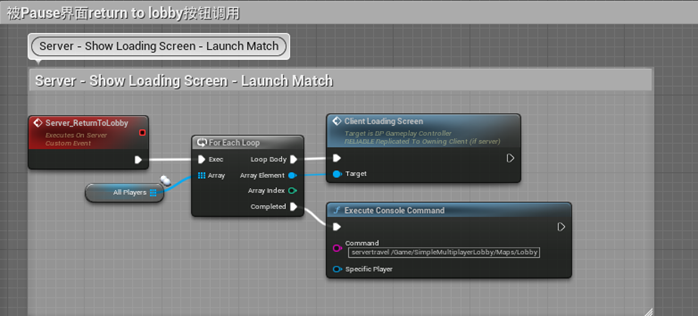 被Pause界面return to lobby按钮调用
Server - Show Loading Screen - Launch Match
Server - Show Loading Screen - Launch Match
Server_ReturnToLobby
Executes On Server
Custom Event
All Players
For Each Loop
Exec
Loop Body
Array
Array Element
Array Index
Completed
Client Loading Screen
Target is BP Gameplay Controller
RELIABLE Replicated To Owning Client (if server)
Target
Execute Console Command
Command
servertravel /Game/SimpleMultiplayerLobby/Maps/Lobby
Specific Player